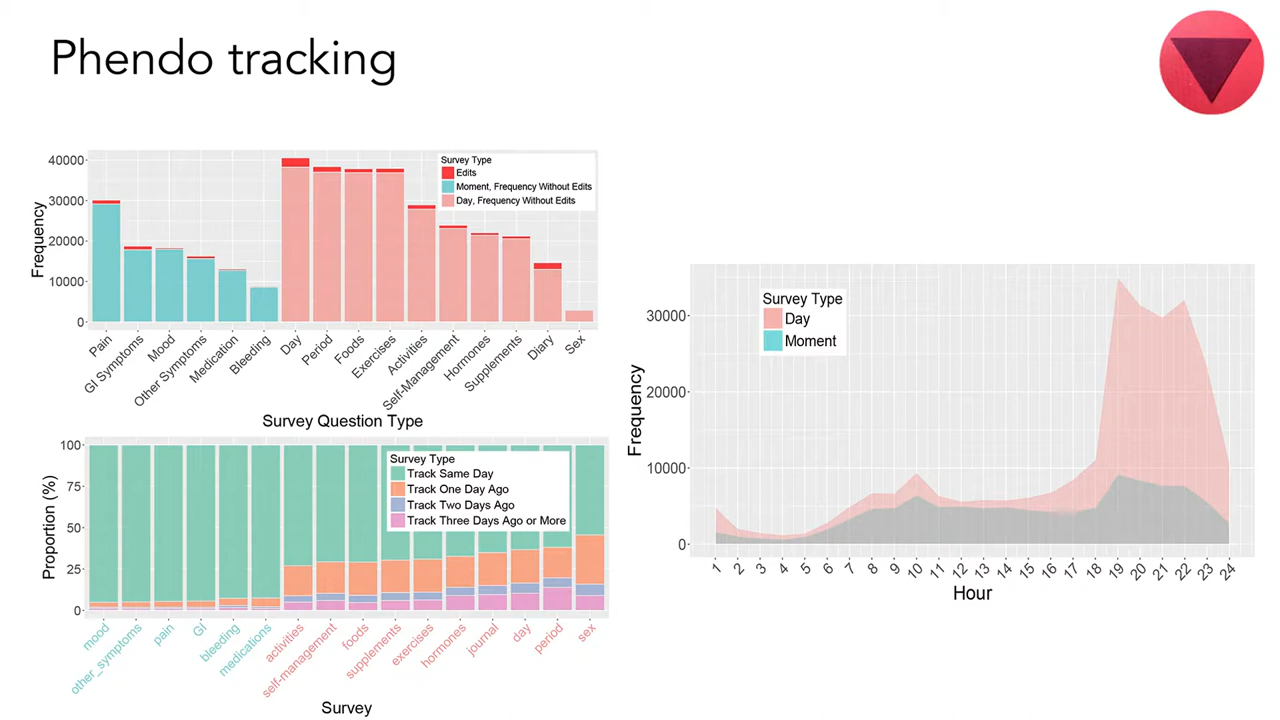 Phendo tracking
Survey Type
Edits
Moment, Frequency Without Edits
Day, Frequency Without Edits
40000
30000
20000
10000
0
Frequency
Pain
GI Symptoms
Mood
Other Symptoms
Medication
Bleeding
Day
Period
Foods
Exercises
Activities
Self-Management
Hormones
Supplements
Diary
Sex
Survey Question Type
Survey Type
Track Same Day
Track One Day Ago
Track Two Days Ago
Track Three Days Ago or More
100
75
50
25
0
Proportion (%)
mood
other_symptoms
pain
GI
bleeding
medications
activities
self-management
foods
supplements
exercises
hormones
journal
day
period
sex
Survey
Survey Type
Day
Moment
30000
20000
10000
0
Frequency
1
2
3
4
5
6
7
8
9
10
11
12
13
14
15
16
17
18
19
20
21
22
23
24
Hour